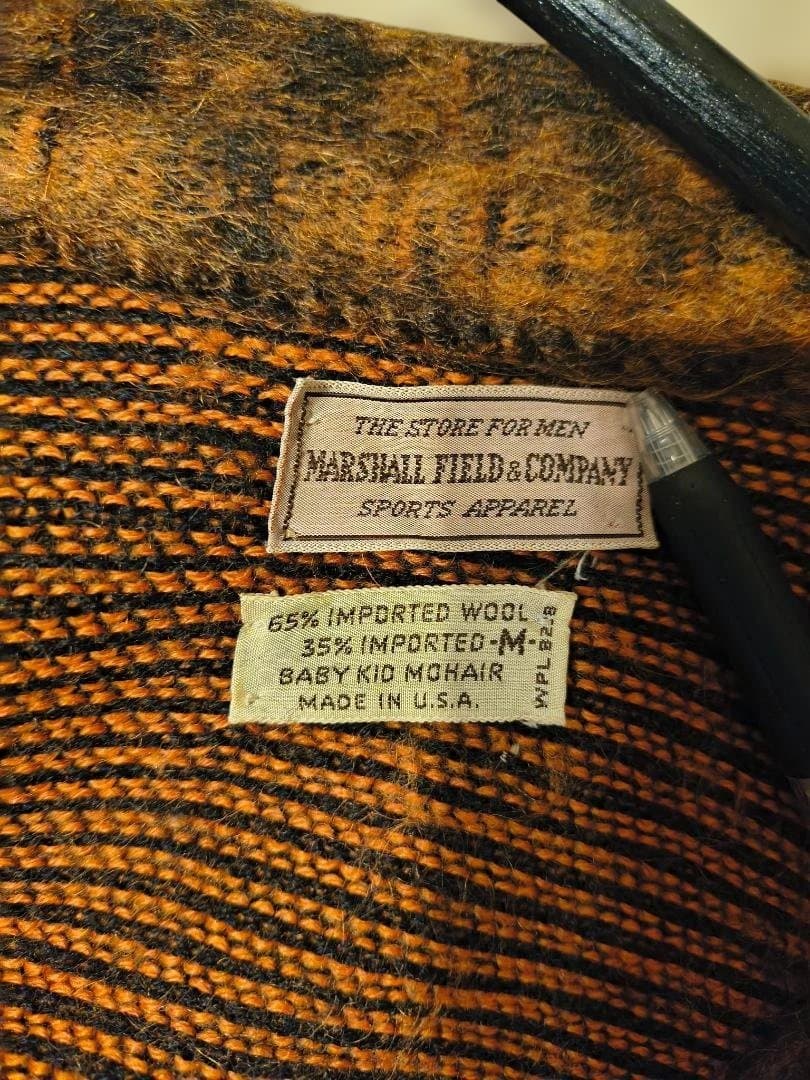 THE STORE FOR MEN
MARSHALL FIELD & COMPANY
SPORTS APPAREL
65% IMPORTED WOOL
35% IMPORTED -M-
BABY KID MOHAIR
MADE IN U.S.A.
WPL 8218